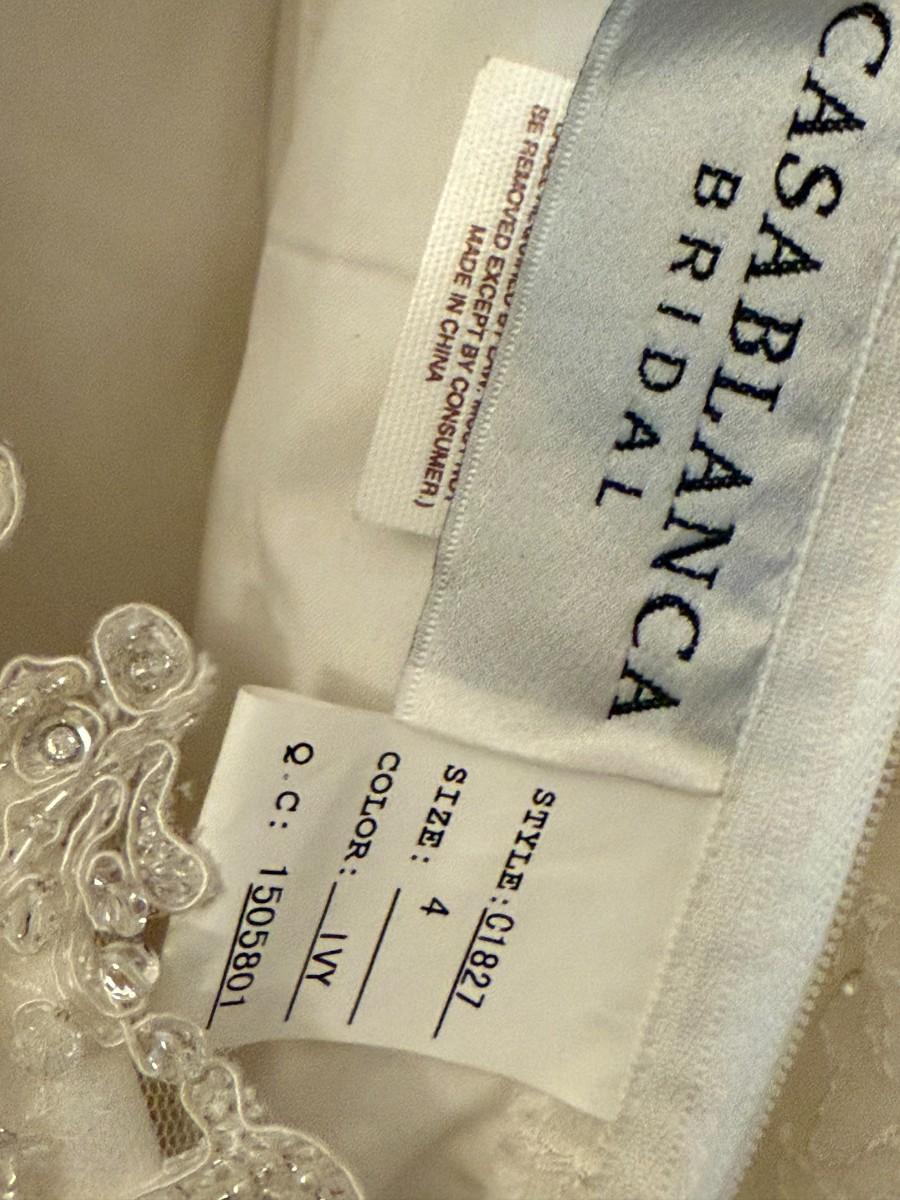 CASABLANCA
BRIDAL
BE REMOVED EXCEPT BY CONSUMER.)
MADE IN CHINA
STYLE:C1827
SIZE: 4
COLOR: IVY
Q.C: 1505801